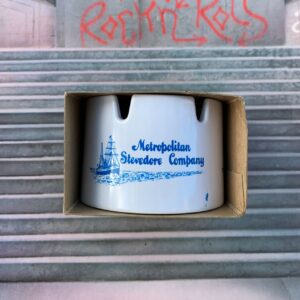 Rock n' Rolls
Metropolitan
Stevedore Company